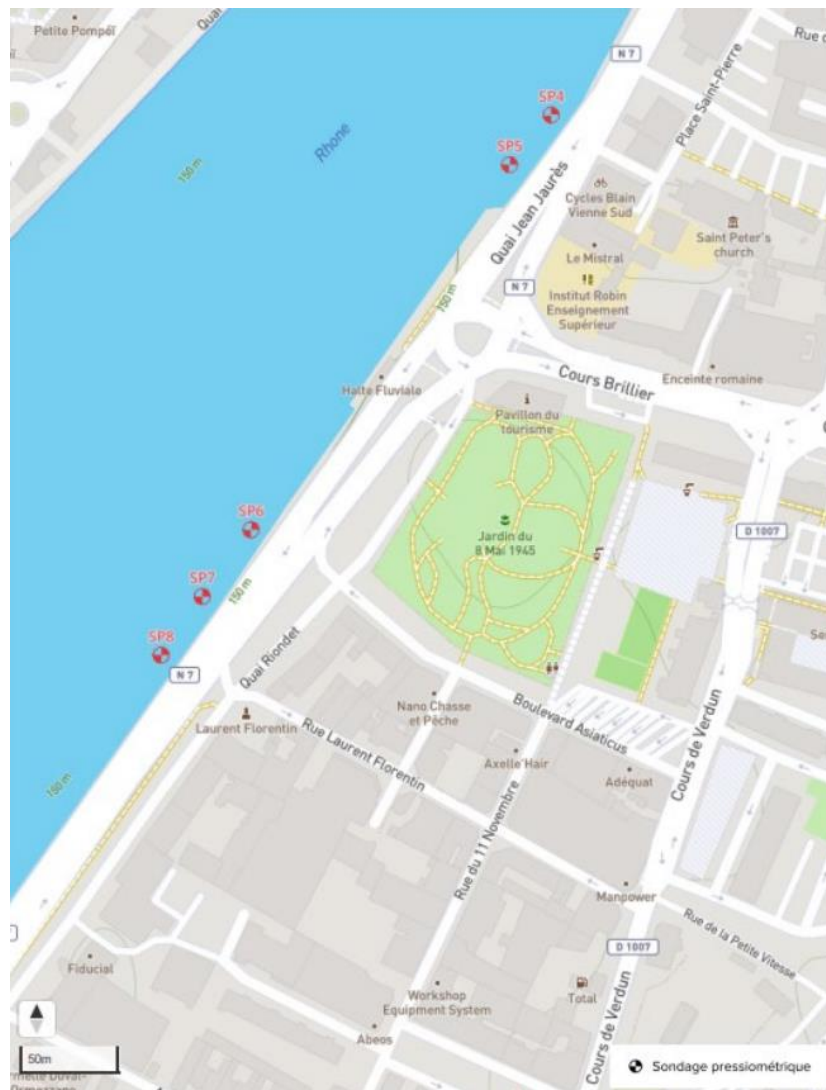 Petite Pompéï
Quai
N 7
Rue d
Place Saint-Pierre
SP4
Rhone
SP5
150 m
Cycles Blain
Vienne Sud
Quai Jean Jaurès
Saint Peter's
church
Le Mistral
N 7
Institut Robin
Enseignement
Supérieur
150 m
Cours Brillier
Enceinte romaine
Halte Fluviale
Pavillon du
tourisme
SP6
Jardin du
8 Mai 1945
D 1007
SP7
150 m
SP8
N 7
Quai Riondet
Laurent Florentin
Nano Chasse
et Pêche
Boulevard Asiaticus
Rue Laurent Florentin
Axelle Hair
Adéquat
Cours de Verdun
150 m
Rue du 11 Novembre
Manpower
Rue de la Petite Vitesse
D 1007
Fiducial
Workshop
Equipment System
Total
Cours de Verdun
Abeos
50m
Sondage pressiométrique